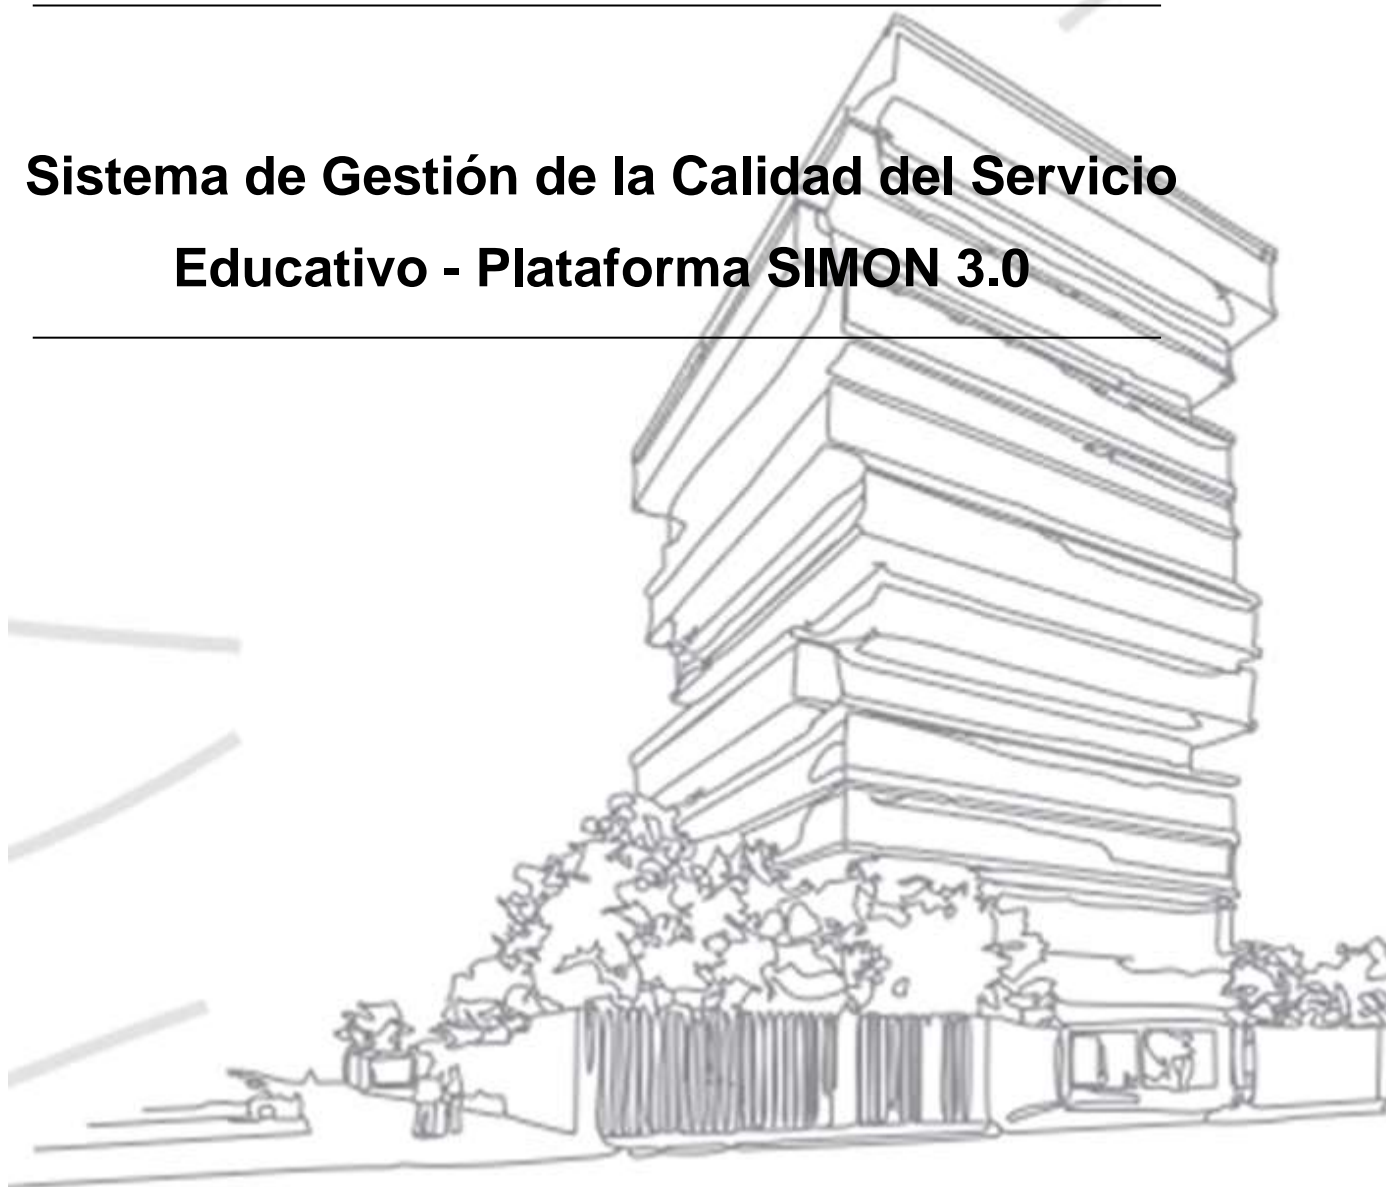 Sistema de Gestión de la Calidad del Servicio
Educativo - Plataforma SIMON 3.0